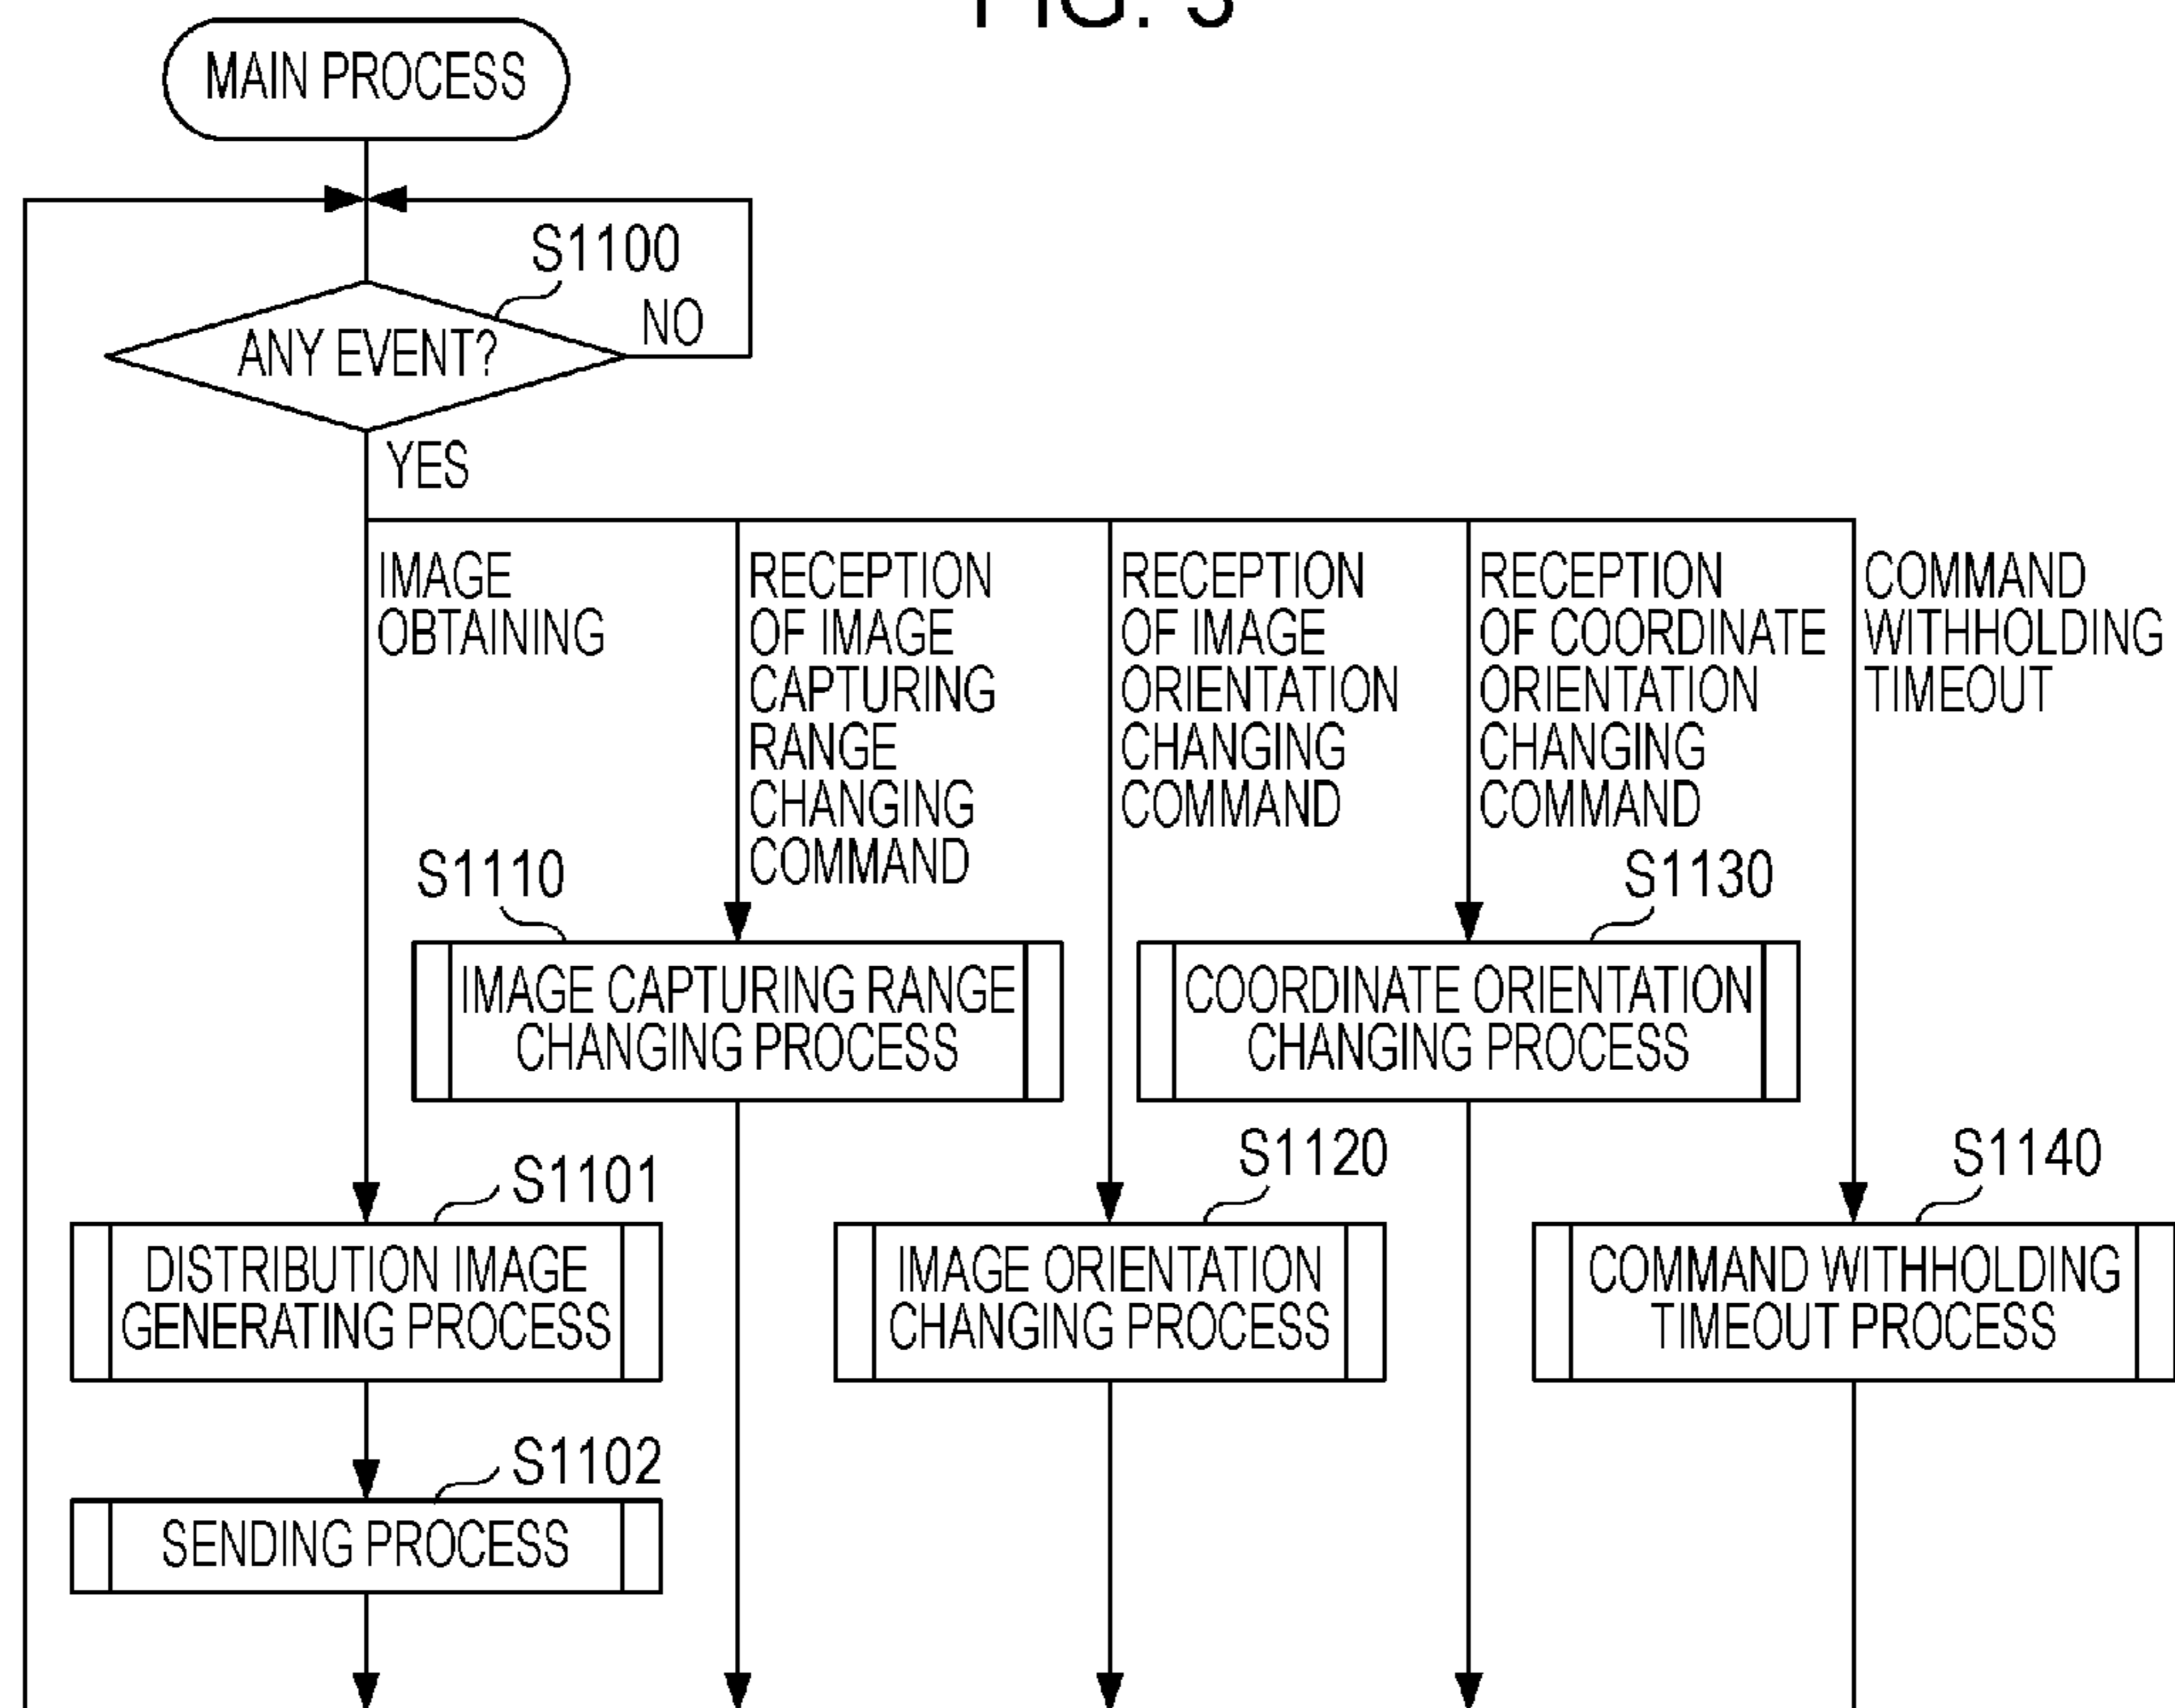 FIG.
MAIN PROCESS
S1100
NO
ANY EVENT?
YES
IMAGE
OBTAINING
RECEPTION
OF IMAGE
CAPTURING
RANGE
CHANGING
COMMAND
RECEPTION
OF IMAGE
ORIENTATION
CHANGING
COMMAND
RECEPTION
OF COORDINATE
ORIENTATION
CHANGING
COMMAND
COMMAND
WITHHOLDING
TIMEOUT
S1110
S1130
IMAGE CAPTURING RANGE
CHANGING PROCESS
COORDINATE ORIENTATION
CHANGING PROCESS
S1101
S1120
S1140
DISTRIBUTION IMAGE
GENERATING PROCESS
IMAGE ORIENTATION
CHANGING PROCESS
COMMAND WITHHOLDING
TIMEOUT PROCESS
S1102
SENDING PROCESS